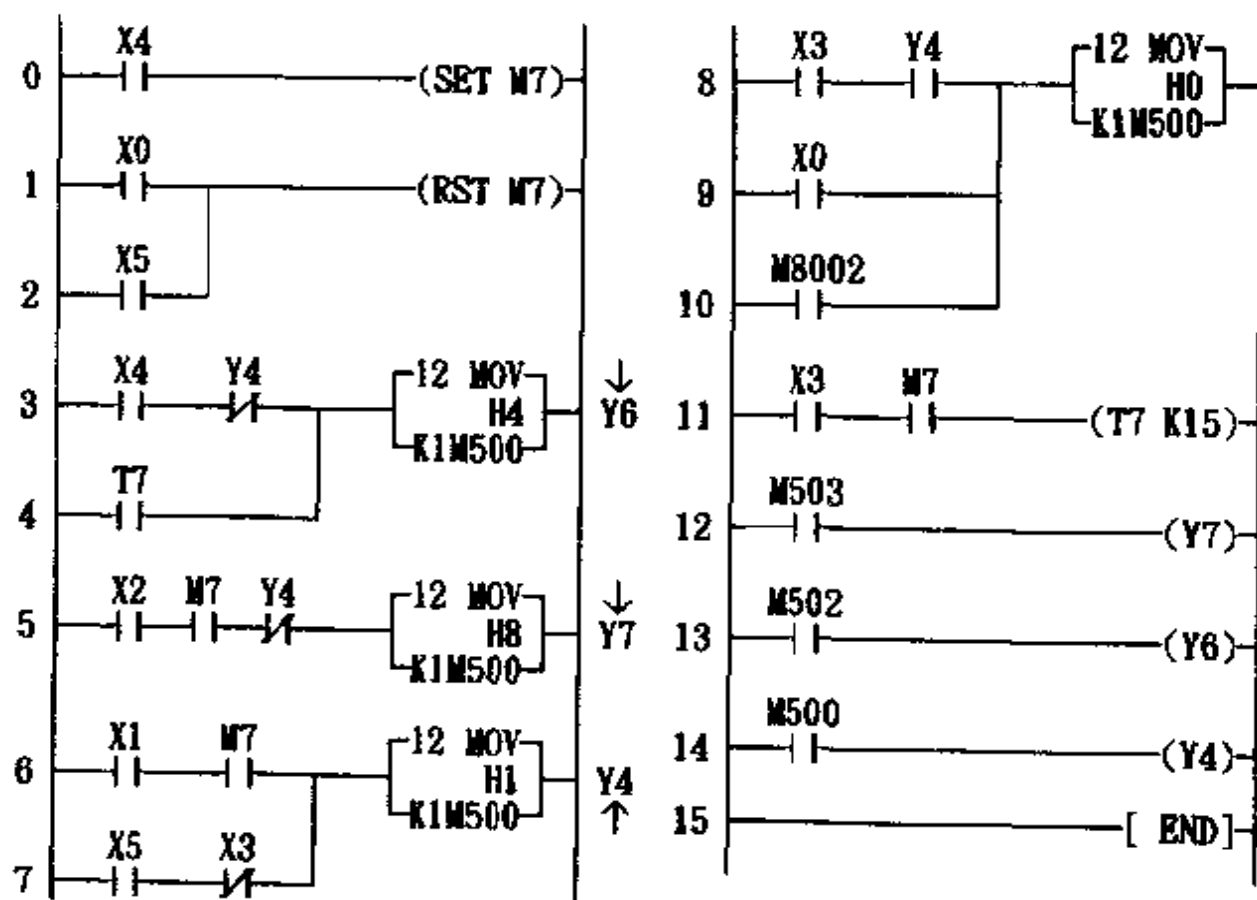 X4
0 (SET M7)
X0
1 (RST M7)
X5
2
X4 Y4
3 12 MOV H4 K1M500 ↓ Y6
T7
4
X2 M7 Y4
5 12 MOV H8 K1M500 ↓ Y7
X1 M7
6 12 MOV H1 K1M500 Y4 ↑
X5 X3
7
X3 Y4
8 12 MOV H0 K1M500
X0
9
M8002
10
X3 M7
11 (T7 K15)
M503
12 (Y7)
M502
13 (Y6)
M500
14 (Y4)
15 [ END]